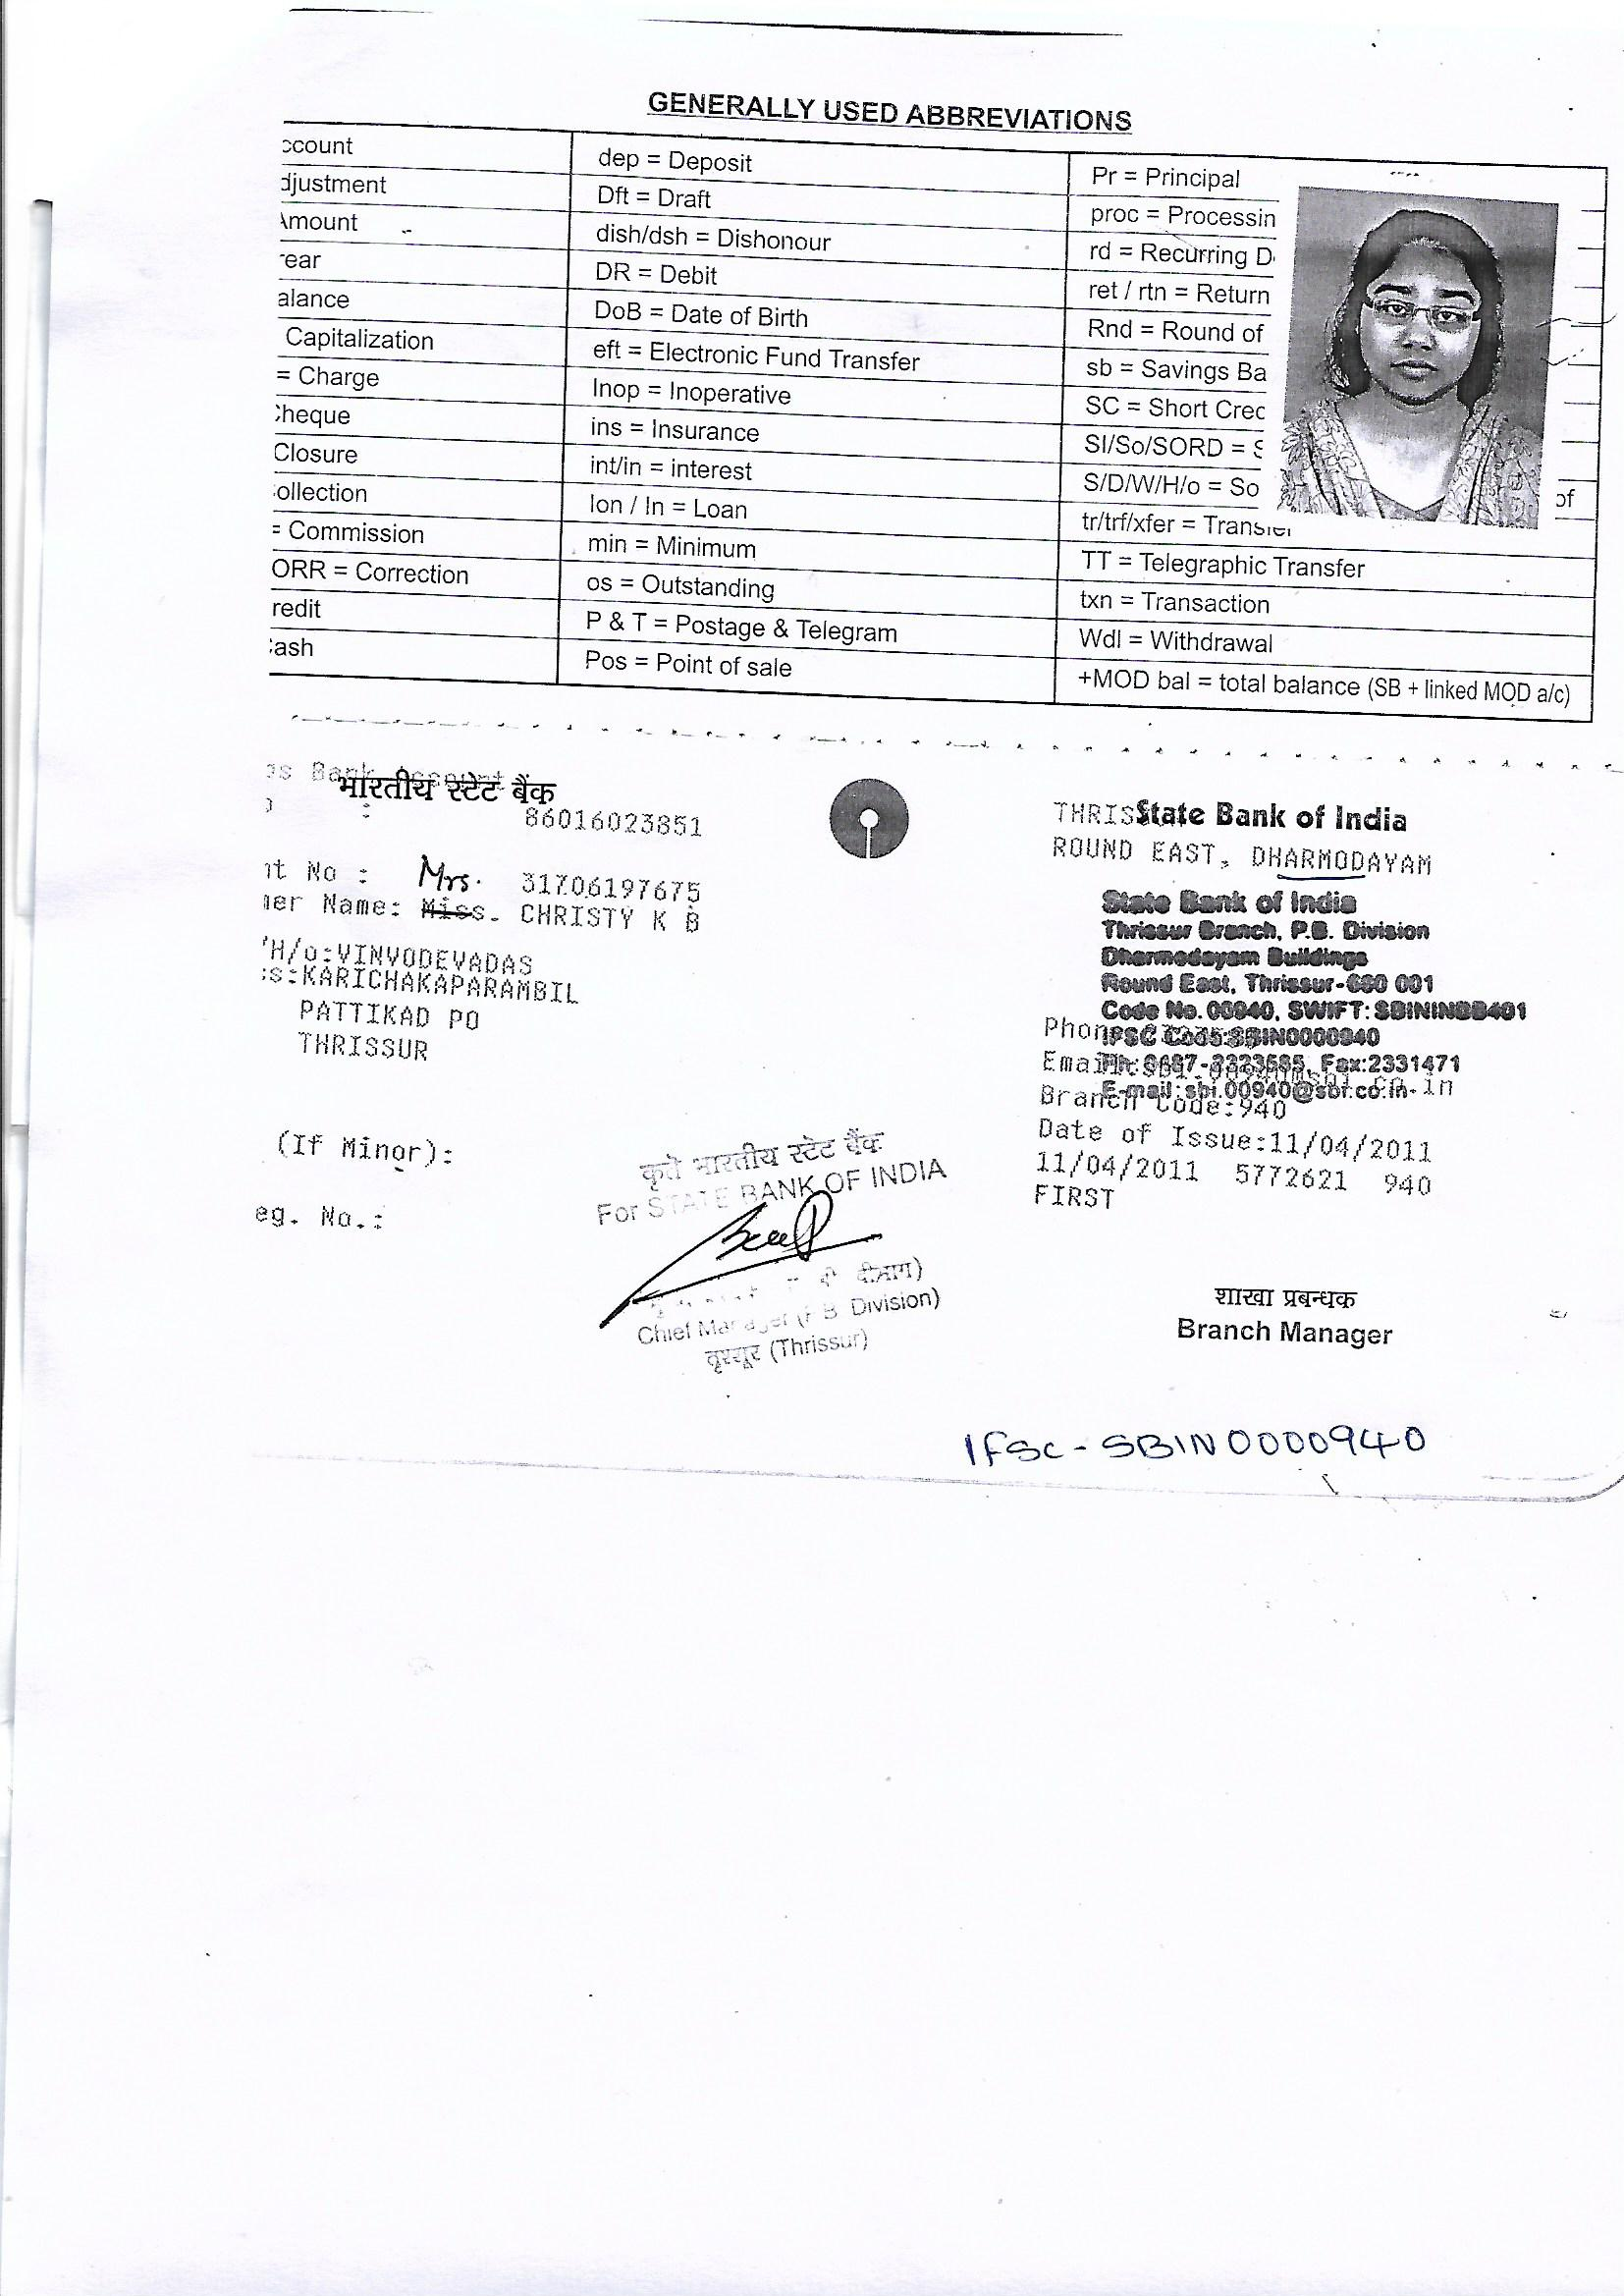 GENERALLY USED ABBREVIATIONS
ccount
djustment
Amount
rear
alance
Capitalization
= Charge
Cheque
Closure
ollection
= Commission
ORR = Correction
redit
Cash
dep = Deposit
Dft = Draft
dish/dsh = Dishonour
DR = Debit
DoB = Date of Birth
eft = Electronic Fund Transfer
Inop = Inoperative
ins = Insurance
int/in = interest
lon / ln = Loan
min = Minimum
os = Outstanding
P & T = Postage & Telegram
Pos = Point of sale
Pr = Principal
proc = Processin
rd = Recurring D
ret / rtn = Return
Rnd = Round of
sb = Savings Ba
SC = Short Crec
SI/So/SORD = S
S/D/W/H/o = So
of
tr/trf/xfer = Transfer
TT = Telegraphic Transfer
txn = Transaction
Wdl = Withdrawal
+MOD bal = total balance (SB + linked MOD a/c)
Bank Account
भारतीय स्टेट बैंक
: 86016023851
nt No : 31706197675
Mrs.
mer Name: Miss. CHRISTY K B
H/o:VINVODEVADAS
ss:KARICHAKAPARAMBIL
PATTIKAD PO
THRISSUR
(If Minor):
eg. No.:
कृते भारतीय स्टेट बैंक
For STATE BANK OF INDIA
Chief Manager (P B Division)
(Thrissur)
THRIS
State Bank of India
ROUND EAST, DHARMODAYAM
State Bank of India
Thrissur Branch, P.B. Division
Dharmodayam Buildings
Round East, Thrissur-680 001
Code No. 00940, SWIFT: SBININBB401
IFSC Code:SBIN0000940
Ph: 0487-2323685, Fax:2331471
E-mail:sbi.00940@sbi.co.in
Branch Code:940
Date of Issue:11/04/2011
11/04/2011 5772621 940
FIRST
शाखा प्रबन्धक
Branch Manager
IFSC - SBIN0000940